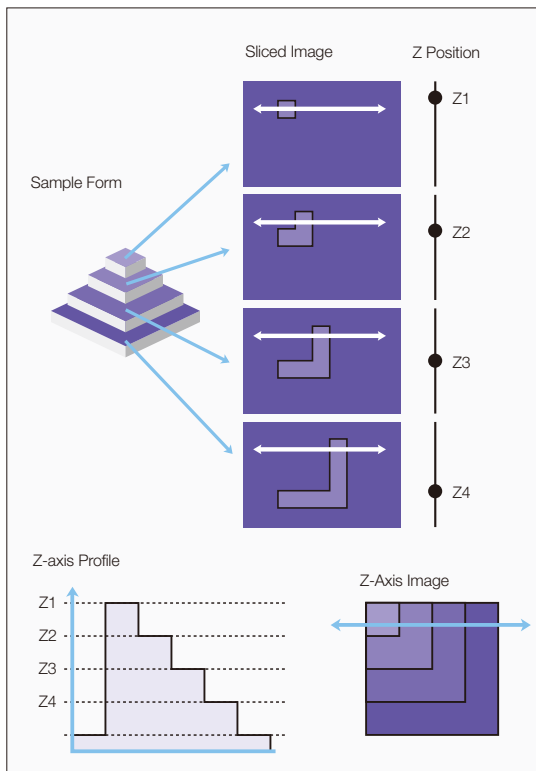 Sliced Image
Z Position
Z1
Sample Form
Z2
Z3
Z4
Z-axis Profile
Z1
Z2
Z3
Z4
Z-Axis Image